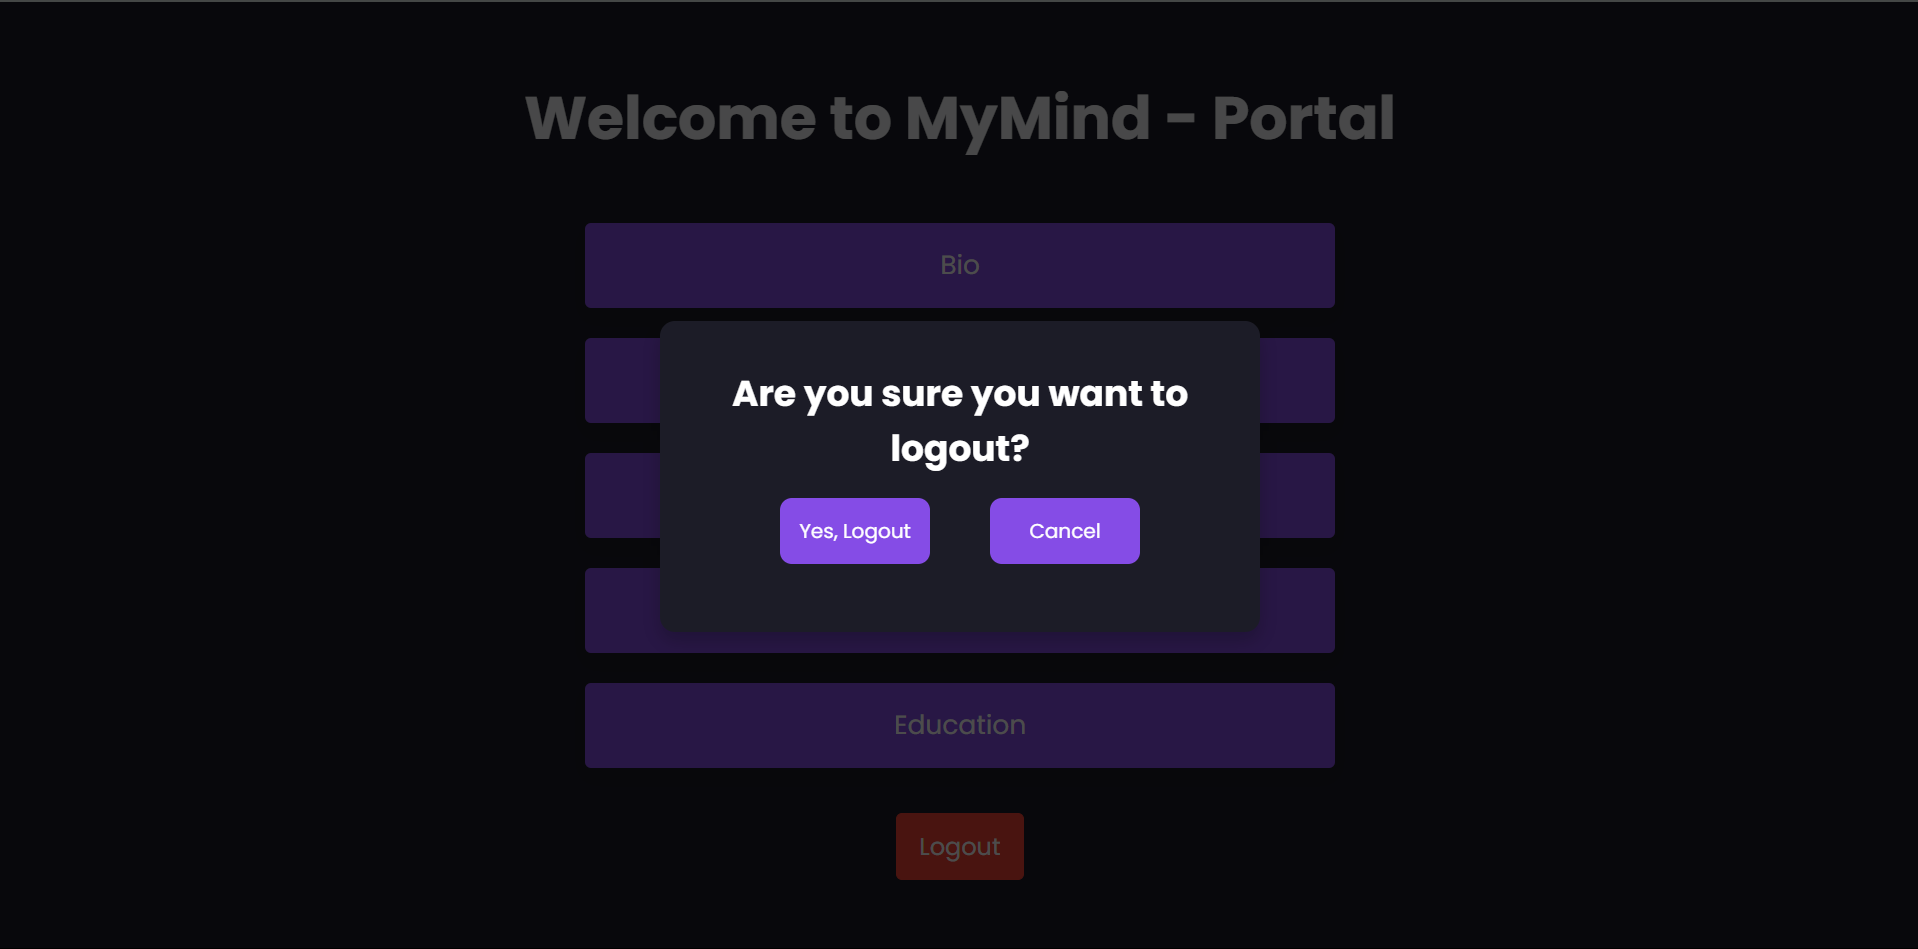 Welcome to MyMind - Portal
Bio
Are you sure you want to
logout?
Yes, Logout
Cancel
Education
Logout